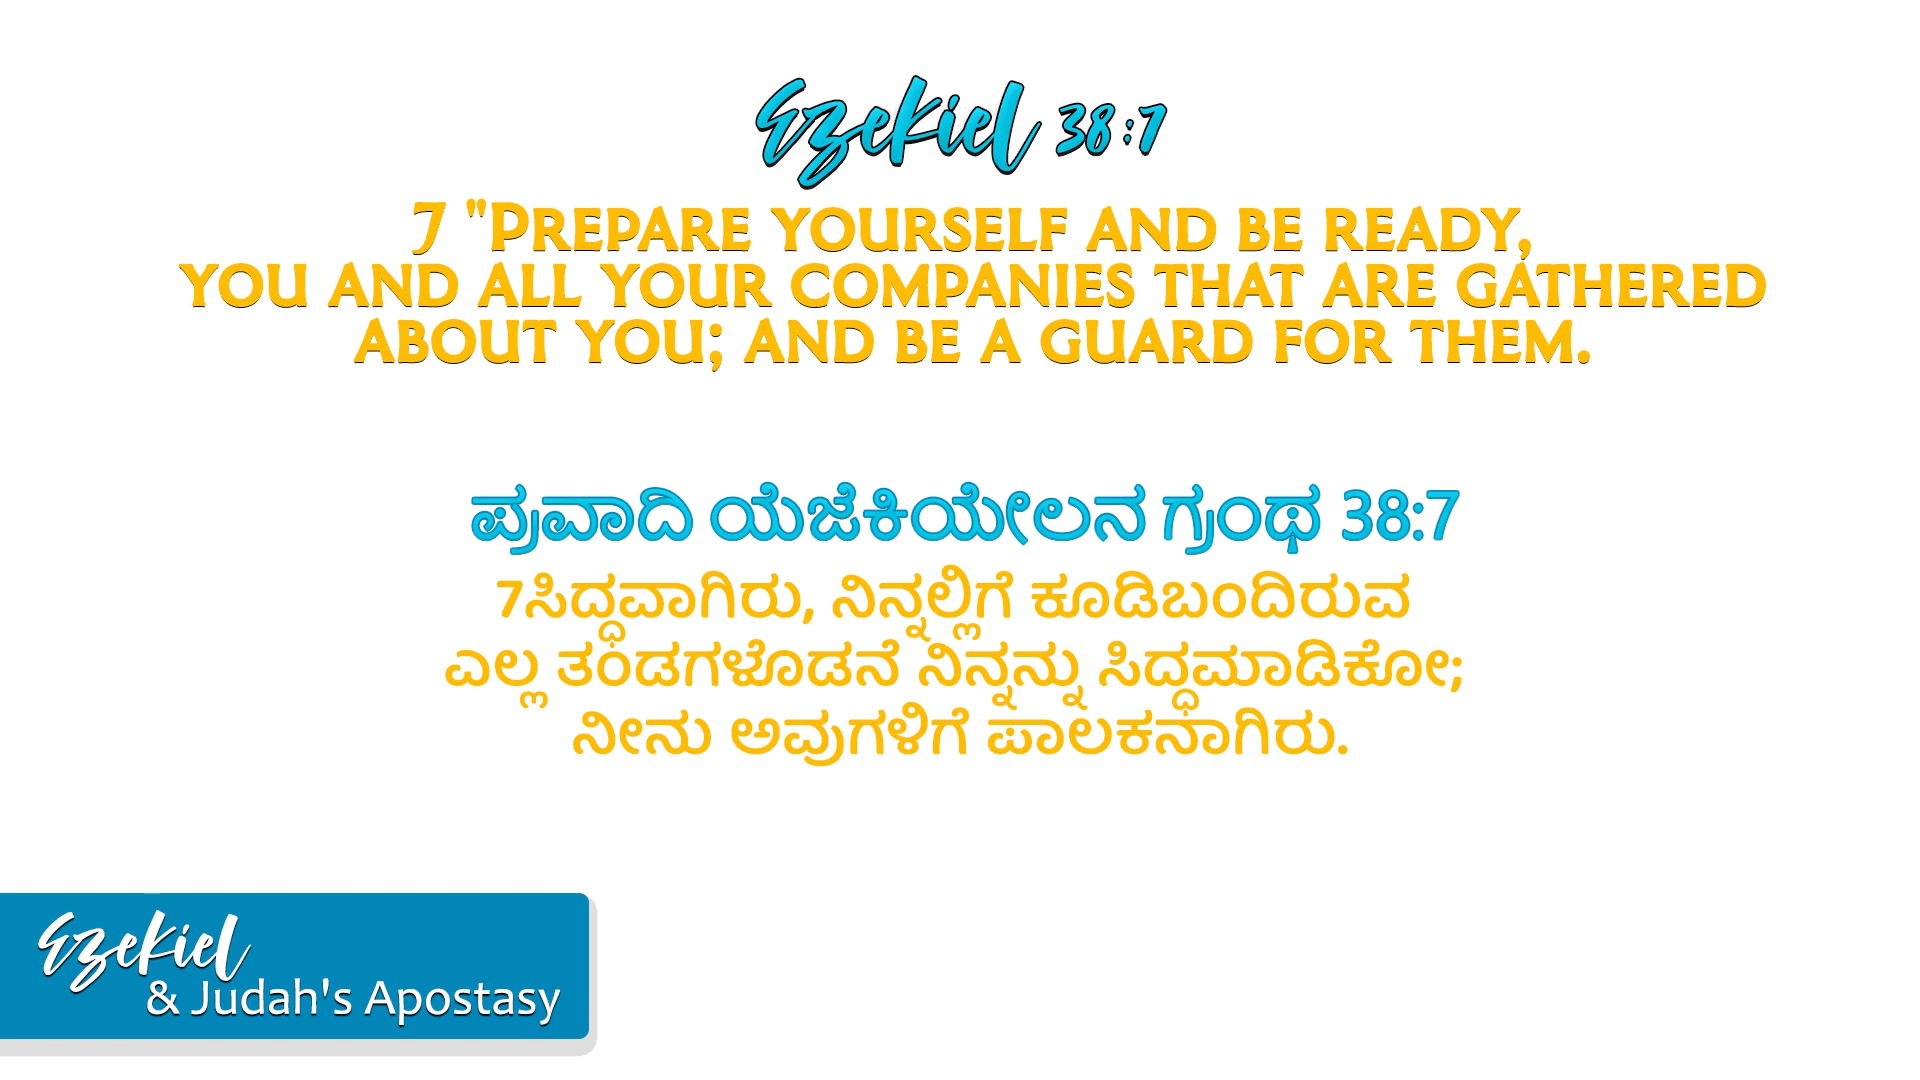 Ezekiel 38:7
7 "Prepare yourself and be ready,
you and all your companies that are gathered
about you; and be a guard for them.
ಪ್ರವಾದಿ ಯೆಜೆಕಿಯೇಲನ ಗ್ರಂಥ 38:7
7ಸಿದ್ಧವಾಗಿರು, ನಿನ್ನಲ್ಲಿಗೆ ಕೂಡಿಬಂದಿರುವ
ಎಲ್ಲ ತಂಡಗಳೊಡನೆ ನಿನ್ನನ್ನು ಸಿದ್ಧಮಾಡಿಕೋ;
ನೀನು ಅವುಗಳಿಗೆ ಪಾಲಕನಾಗಿರು.
Ezekiel
& Judah's Apostasy